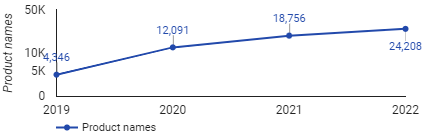 50K
10K
5K
0
Product names
4,346
12,091
18,756
24,208
2019 2020 2021 2022
Product names